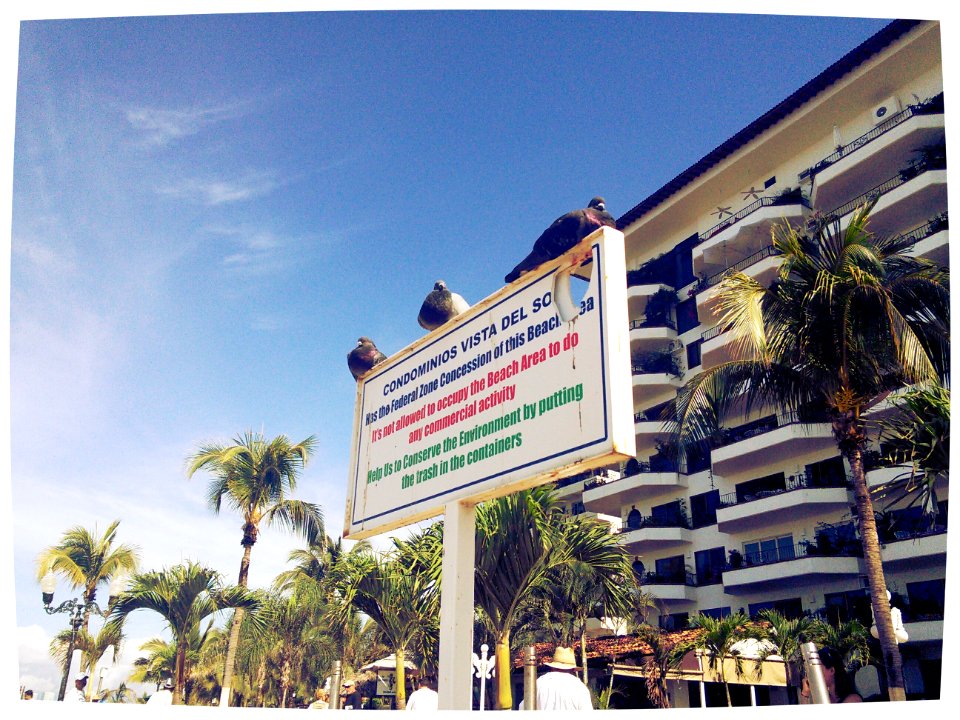 CONDOMINIOS VISTA DEL SO
Has the Federal Zone Concession of this Beach ea
It's not allowed to occupy the Beach Area to do
any commercial activity
Help Us to Conserve the Environment by putting
the trash in the containers